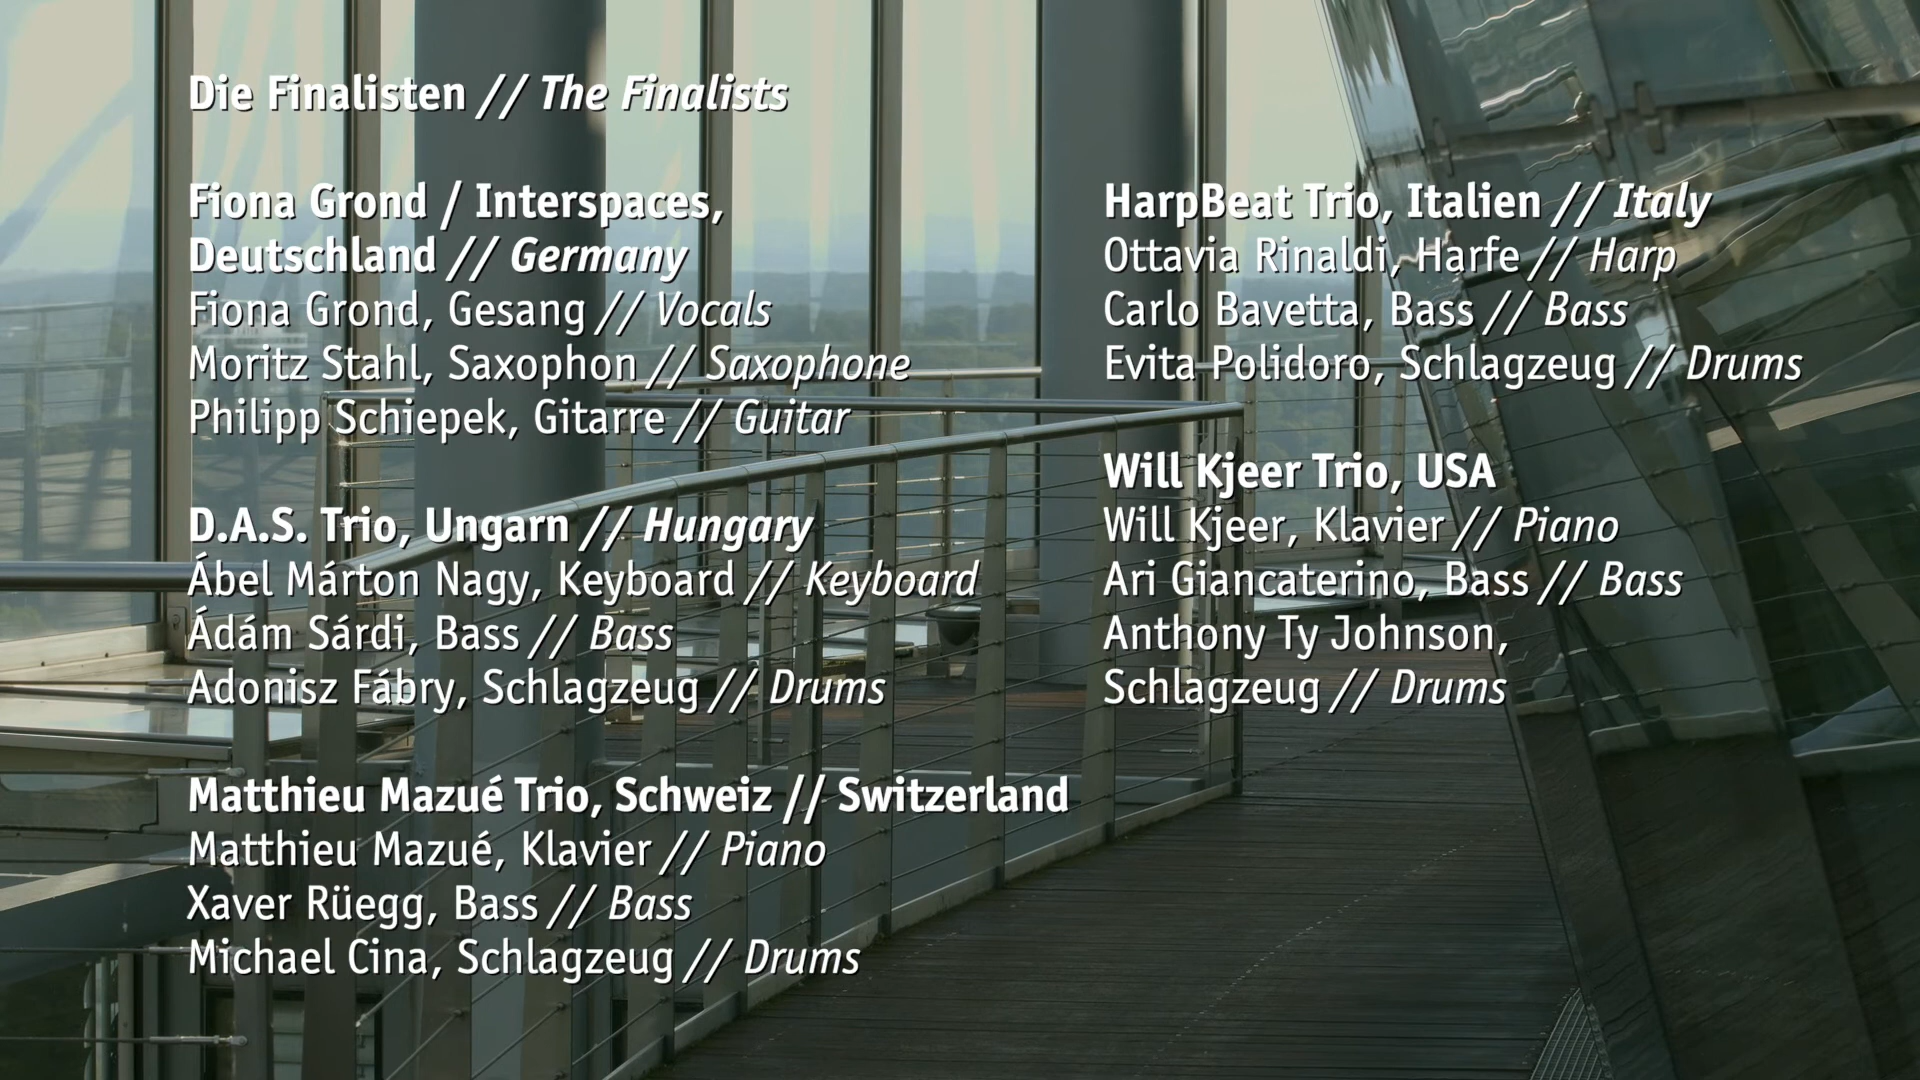 Die Finalisten // The Finalists
Fiona Grond / Interspaces,
Deutschland // Germany
Fiona Grond, Gesang // Vocals
Moritz Stahl, Saxophon // Saxophone
Philipp Schiepek, Gitarre // Guitar
D.A.S. Trio, Ungarn // Hungary
Ábel Márton Nagy, Keyboard // Keyboard
Ádám Sárdi, Bass // Bass
Adonisz Fábry, Schlagzeug // Drums
Matthieu Mazué Trio, Schweiz // Switzerland
Matthieu Mazué, Klavier // Piano
Xaver Rüegg, Bass // Bass
Michael Cina, Schlagzeug // Drums
HarpBeat Trio, Italien // Italy
Ottavia Rinaldi, Harfe // Harp
Carlo Bavetta, Bass // Bass
Evita Polidoro, Schlagzeug // Drums
Will Kjeer Trio, USA
Will Kjeer, Klavier // Piano
Ari Giancaterino, Bass // Bass
Anthony Ty Johnson,
Schlagzeug // Drums